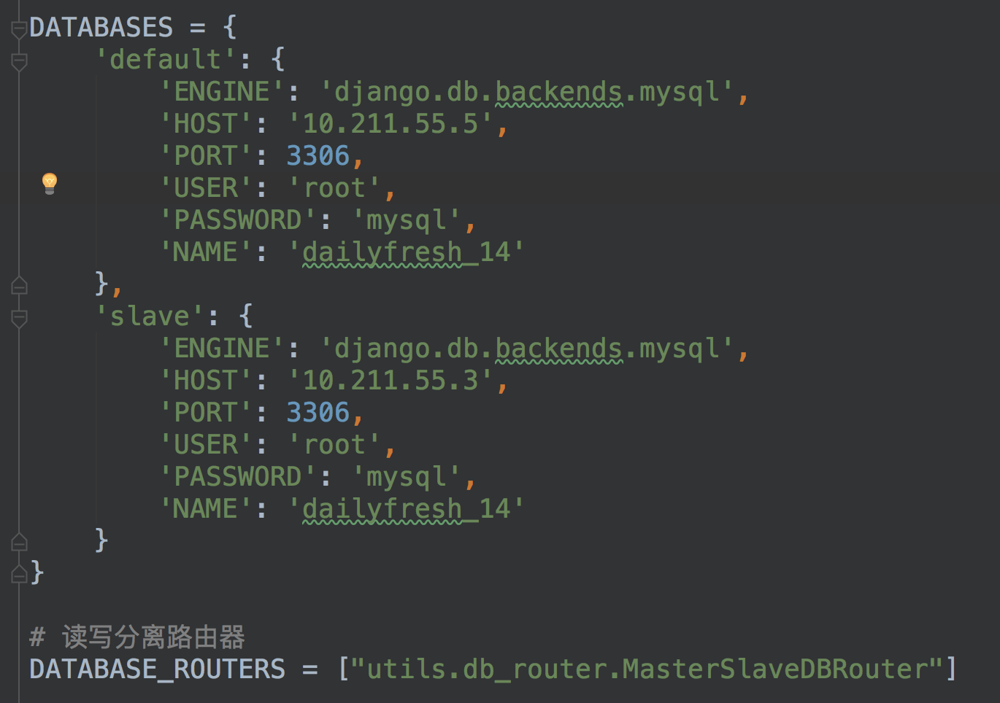 DATABASES = {
    'default': {
        'ENGINE': 'django.db.backends.mysql',
        'HOST': '10.211.55.5',
        'PORT': 3306,
        'USER': 'root',
        'PASSWORD': 'mysql',
        'NAME': 'dailyfresh_14'
    },
    'slave': {
        'ENGINE': 'django.db.backends.mysql',
        'HOST': '10.211.55.3',
        'PORT': 3306,
        'USER': 'root',
        'PASSWORD': 'mysql',
        'NAME': 'dailyfresh_14'
    }
}
# 读写分离路由器
DATABASE_ROUTERS = ["utils.db_router.MasterSlaveDBRouter"]